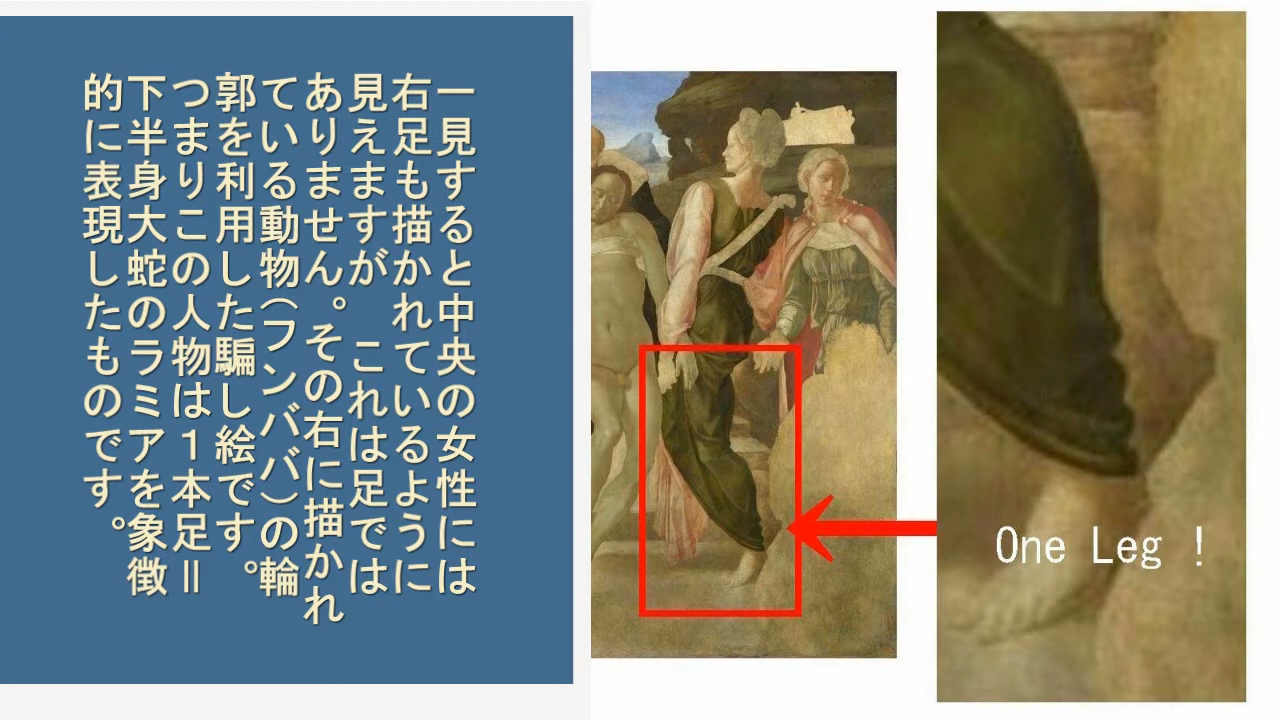 一見すると中央の女性には
右足も描かれているように
見えますが　これは足では
ありません。その右に描かれ
ている動物（フンババ）の輪
郭を利用した騙し絵です。
つまりこの人物は１本足＝
下半身大蛇のラミアを象徴
的に表現したものです。
One Leg !